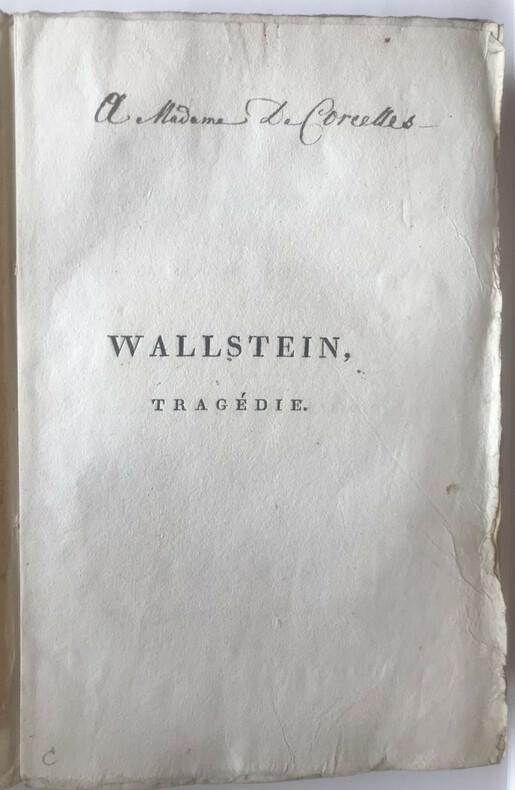 A Madame De Corcelles
WALLSTEIN,
TRAGÉDIE.
C